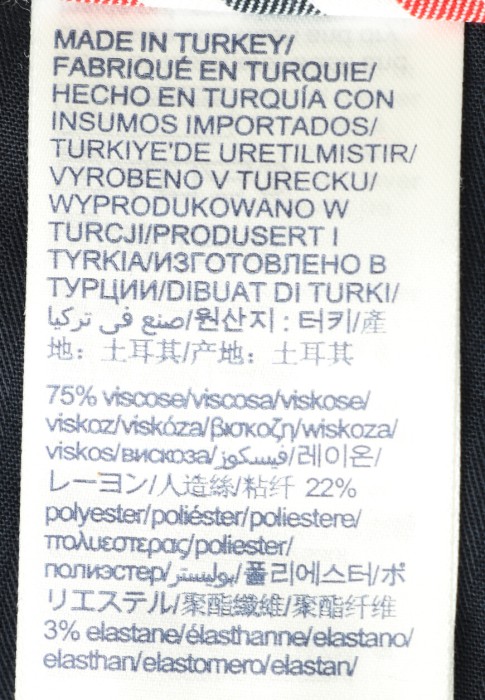 MADE IN TURKEY/
FABRIQUÉ EN TURQUIE/
HECHO EN TURQUÍA CON
INSUMOS IMPORTADOS/
TURKIYE'DE URETILMISTIR/
VYROBENO V TURECKU/
WYPRODUKOWANO W
TURCJI/PRODUSERT I
TYRKIA/ИЗГОТОВЛЕНО В
ТУРЦИИ/DIBUAT DI TURKI/
صنع في تركيا/원산지 : 터키/產
地：土耳其/产地：土耳其
75% viscose/viscosa/viskose/
viskoz/viskóza/βισκοζη/wiskoza/
viskos/вискоза/فيسكوز/레이온/
レーヨン/人造絲/粘纤 22%
polyester/poliéster/poliestere/
πολυεστερας/poliester/
полиэстер/بوليستر/폴리에스터/ポ
リエステル/聚酯纖維/聚酯纤维
3% elastane/élasthanne/elastano/
elasthan/elastomero/elastan/